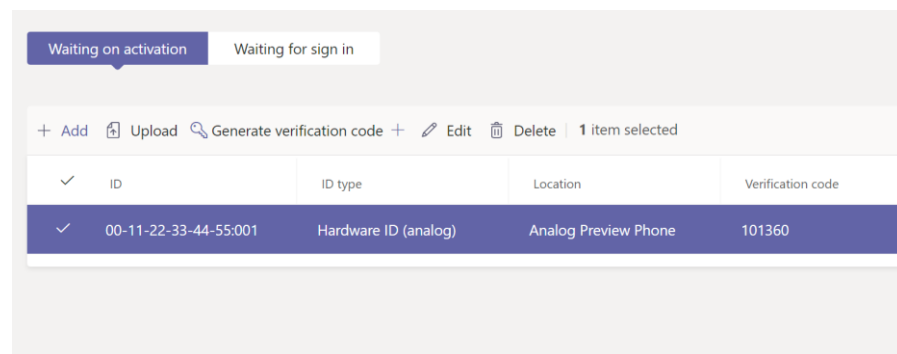 Waiting on activation Waiting for sign in
+ Add Upload Generate verification code + Edit Delete 1 item selected
ID ID type Location Verification code
00-11-22-33-44-55:001 Hardware ID (analog) Analog Preview Phone 101360